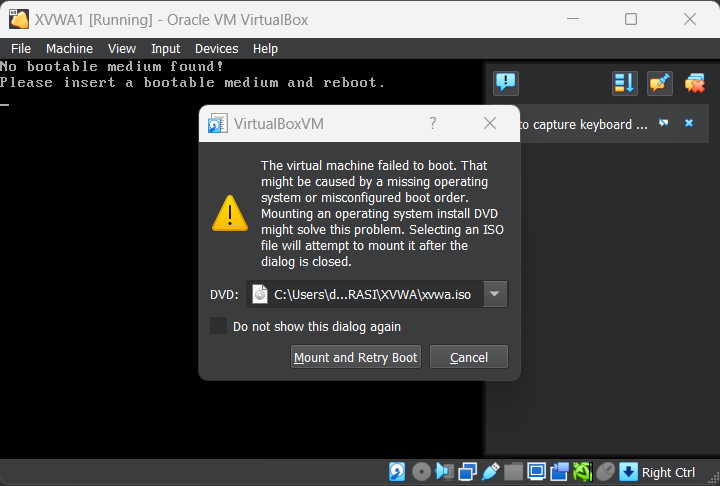 XVWA1 [Running] - Oracle VM VirtualBox
File Machine View Input Devices Help
No bootable medium found!
Please insert a bootable medium and reboot.
to capture keyboard ...
VirtualBoxVM
?
The virtual machine failed to boot. That
might be caused by a missing operating
system or misconfigured boot order.
Mounting an operating system install DVD
might solve this problem. Selecting an ISO
file will attempt to mount it after the
dialog is closed.
DVD: C:\Users\d...RASI\XVWA\xvwa.iso
Do not show this dialog again
Mount and Retry Boot Cancel
Right Ctrl